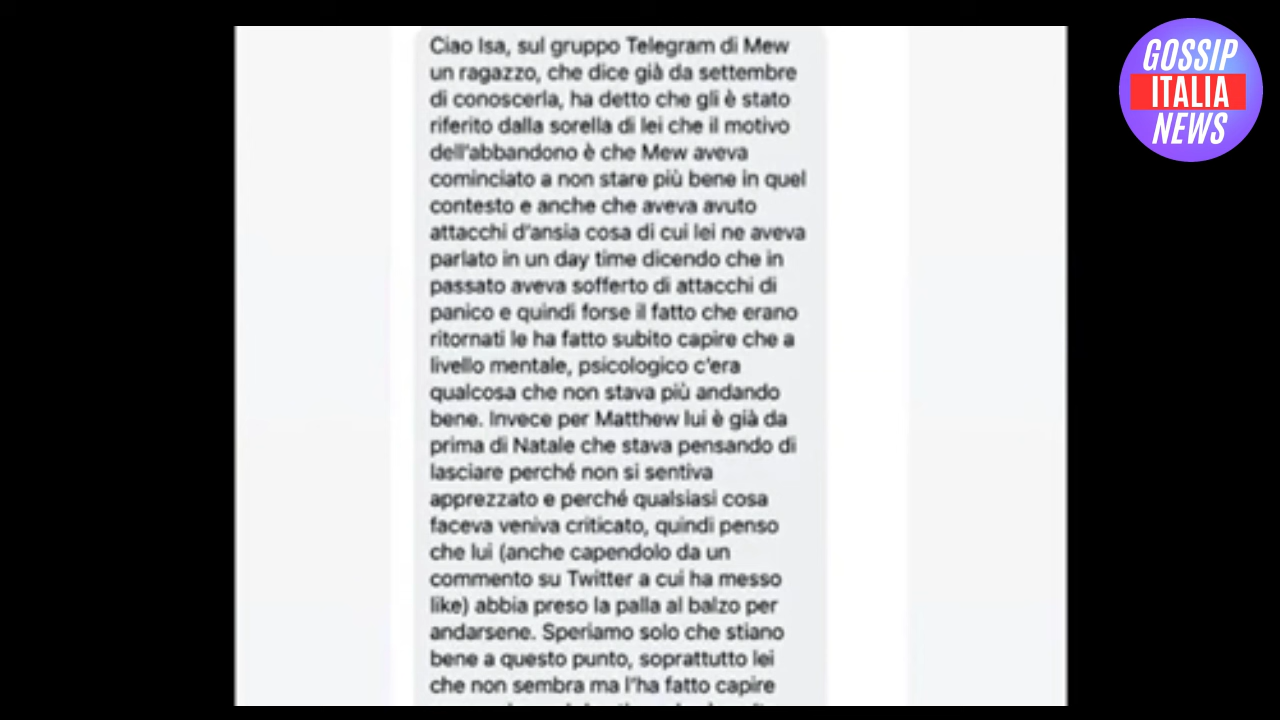 Ciao Isa, sul gruppo Telegram di Mew
un ragazzo, che dice già da settembre
di conoscerla, ha detto che gli è stato
riferito dalla sorella di lei che il motivo
dell'abbandono è che Mew aveva
cominciato a non stare più bene in quel
contesto e anche che aveva avuto
attacchi d'ansia cosa di cui lei ne aveva
parlato in un day time dicendo che in
passato aveva sofferto di attacchi di
panico e quindi forse il fatto che erano
ritornati le ha fatto subito capire che a
livello mentale, psicologico c'era
qualcosa che non stava più andando
bene. Invece per Matthew lui è già da
prima di Natale che stava pensando di
lasciare perché non si sentiva
apprezzato e perché qualsiasi cosa
faceva veniva criticato, quindi penso
che lui (anche capendolo da un
commento su Twitter a cui ha messo
like) abbia preso la palla al balzo per
andarsene. Speriamo solo che stiano
bene a questo punto, soprattutto lei
che non sembra ma l'ha fatto capire
GOSSIP
ITALIA
NEWS